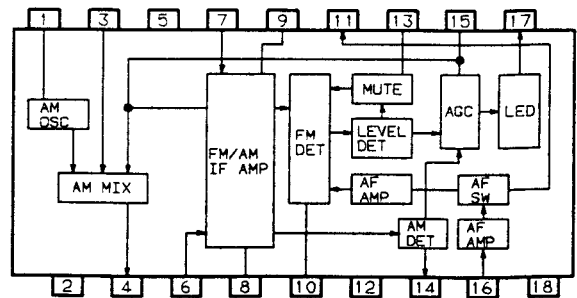 1 3 5 7 9 11 13 15 17
AM
OSC
AM MIX
FM/AM
IF AMP
FM
DET
MUTE
LEVEL
DET
AF
AMP
AGC
LED
AF
SW
AM
DET
AF
AMP
2 4 6 8 10 12 14 16 18